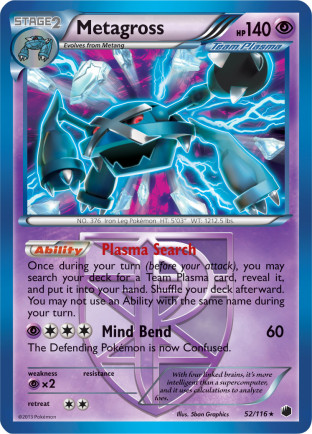 STAGE2
Metagross
HP140
Evolves from Metang
Team Plasma
NO. 376 Iron Leg Pokémon HT: 5'03" WT: 1212.5 lbs.
Ability Plasma Search
Once during your turn (before your attack), you may
search your deck for a Team Plasma card, reveal it,
and put it into your hand. Shuffle your deck afterward.
You may not use an Ability with the same name during
your turn.
Mind Bend 60
The Defending Pokémon is now Confused.
weakness resistance
×2
retreat
With four linked brains, it's more
intelligent than a supercomputer,
and it uses calculations to analyze
foes.
Illus. 5ban Graphics 52/116 ★
©2013 Pokémon